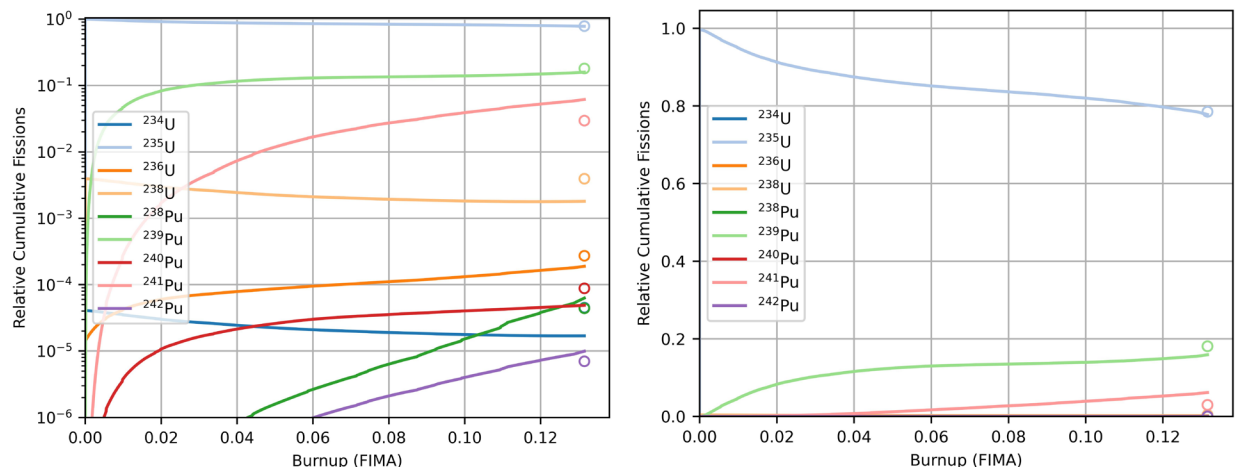 10⁰
10⁻¹
10⁻²
10⁻³
10⁻⁴
10⁻⁵
10⁻⁶
Relative Cumulative Fissions
²³⁴U
²³⁵U
²³⁶U
²³⁸U
²³⁸Pu
²³⁹Pu
²⁴⁰Pu
²⁴¹Pu
²⁴²Pu
0.00 0.02 0.04 0.06 0.08 0.10 0.12
Burnup (FIMA)
1.0
0.8
0.6
0.4
0.2
0.0
Relative Cumulative Fissions
²³⁴U
²³⁵U
²³⁶U
²³⁸U
²³⁸Pu
²³⁹Pu
²⁴⁰Pu
²⁴¹Pu
²⁴²Pu
0.00 0.02 0.04 0.06 0.08 0.10 0.12
Burnup (FIMA)